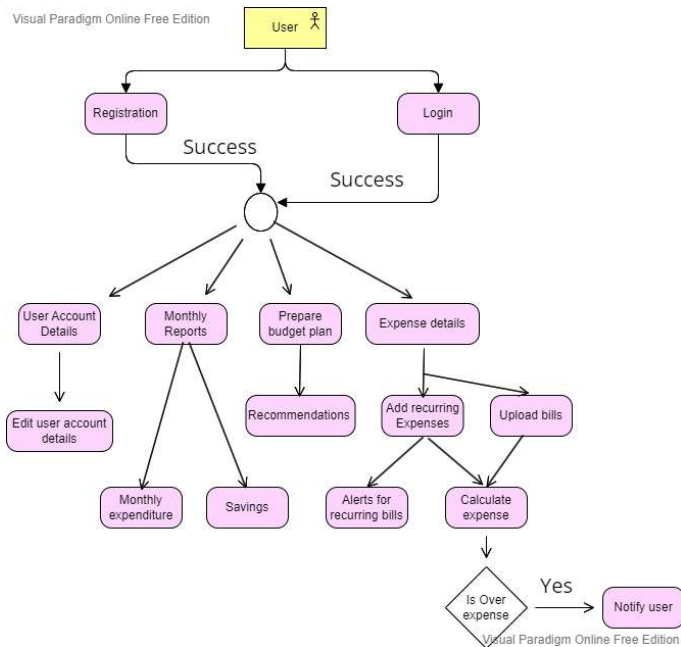 Visual Paradigm Online Free Edition
User
Registration
Login
Success
Success
User Account
Details
Monthly
Reports
Prepare
budget plan
Expense details
Edit user account
details
Recommendations
Add recurring
Expenses
Upload bills
Monthly
expenditure
Savings
Alerts for
recurring bills
Calculate
expense
Is Over
expense
Yes
Notify user
Visual Paradigm Online Free Edition